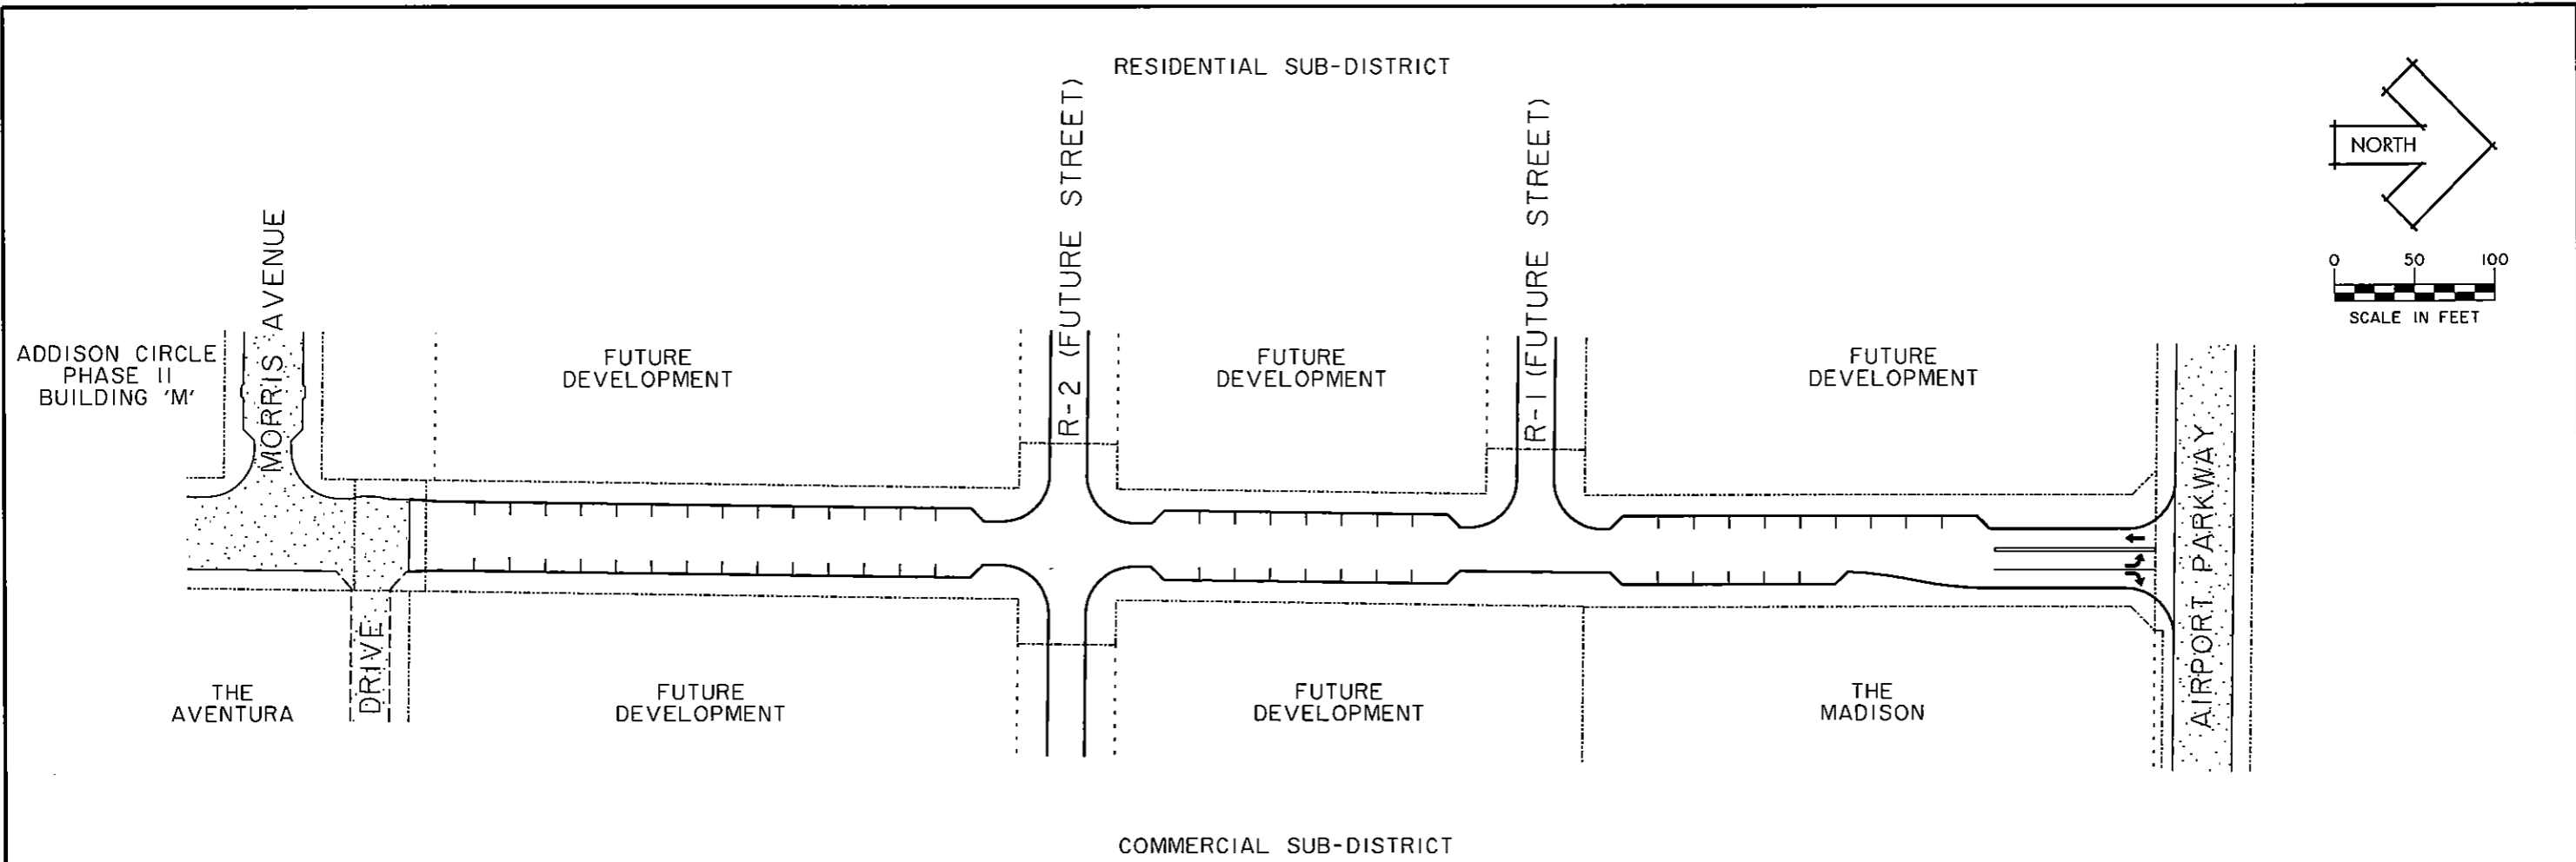 RESIDENTIAL SUB-DISTRICT
NORTH
0 50 100
SCALE IN FEET
MORRIS AVENUE
R-2 (FUTURE STREET)
R-1 (FUTURE STREET)
ADDISON CIRCLE
PHASE II
BUILDING 'M'
FUTURE
DEVELOPMENT
FUTURE
DEVELOPMENT
FUTURE
DEVELOPMENT
AIRPORT PARKWAY
DRIVE
THE
AVENTURA
FUTURE
DEVELOPMENT
FUTURE
DEVELOPMENT
THE
MADISON
COMMERCIAL SUB-DISTRICT